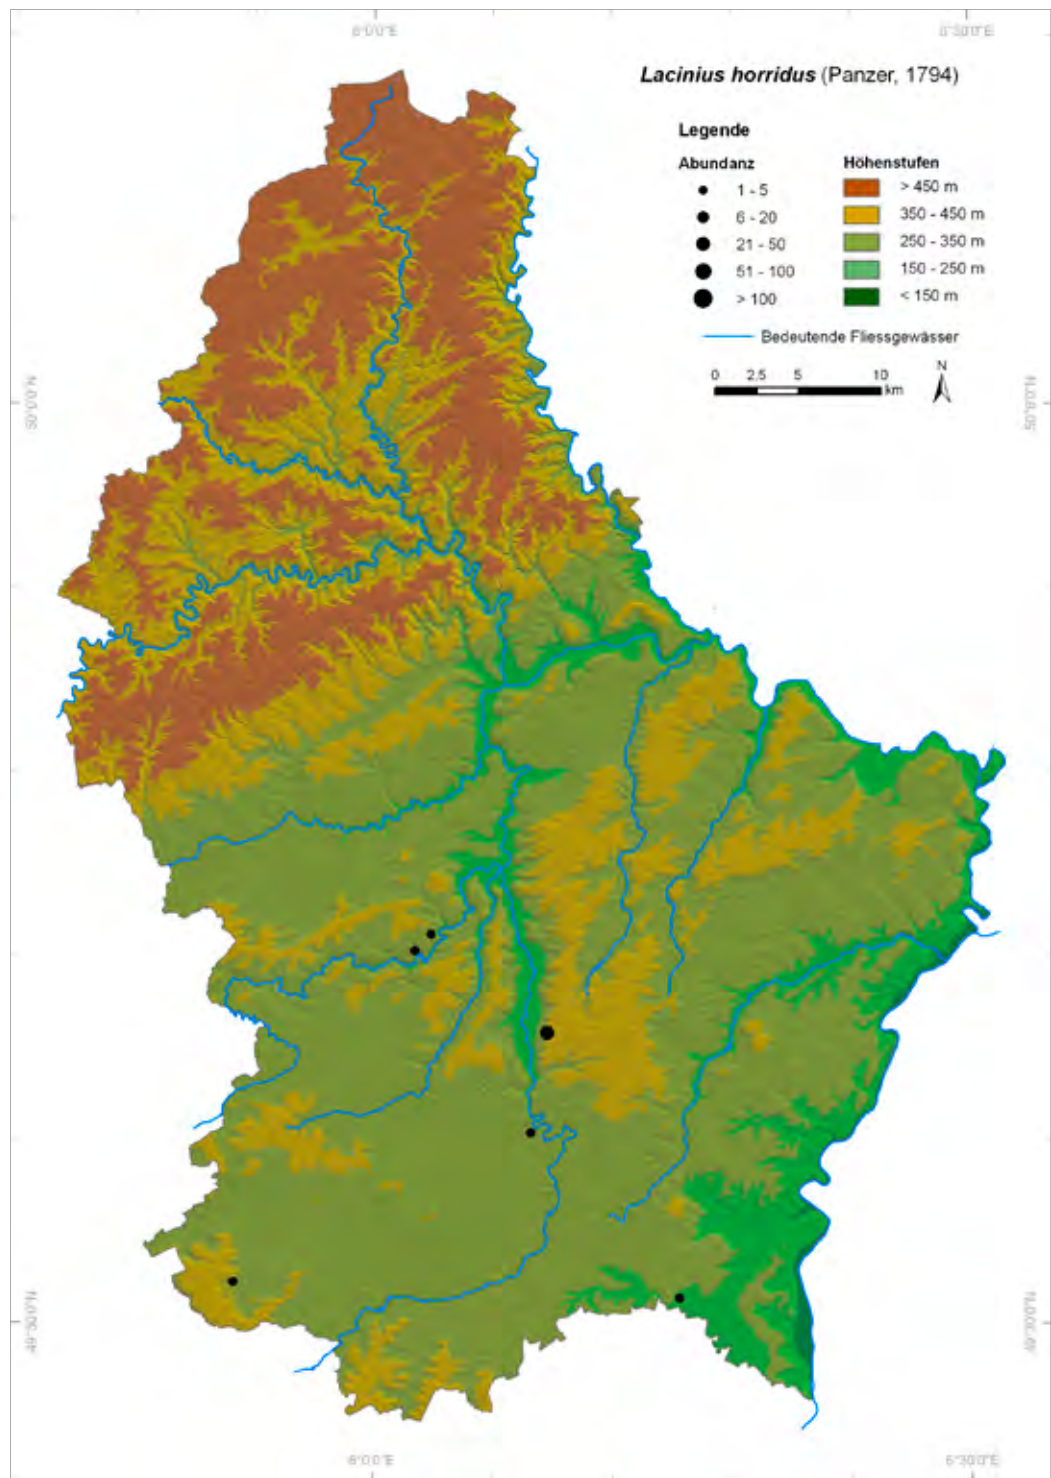 6°0'0"E
6°30'0"E
Lacinius horridus (Panzer, 1794)
Legende
Abundanz
1 - 5
6 - 20
21 - 50
51 - 100
> 100
Höhenstufen
> 450 m
350 - 450 m
250 - 350 m
150 - 250 m
< 150 m
Bedeutende Fliessgewässer
0 2,5 5 10
km
N
50°0'0"N
50°0'0"N
49°30'0"N
49°30'0"N
6°0'0"E
6°30'0"E